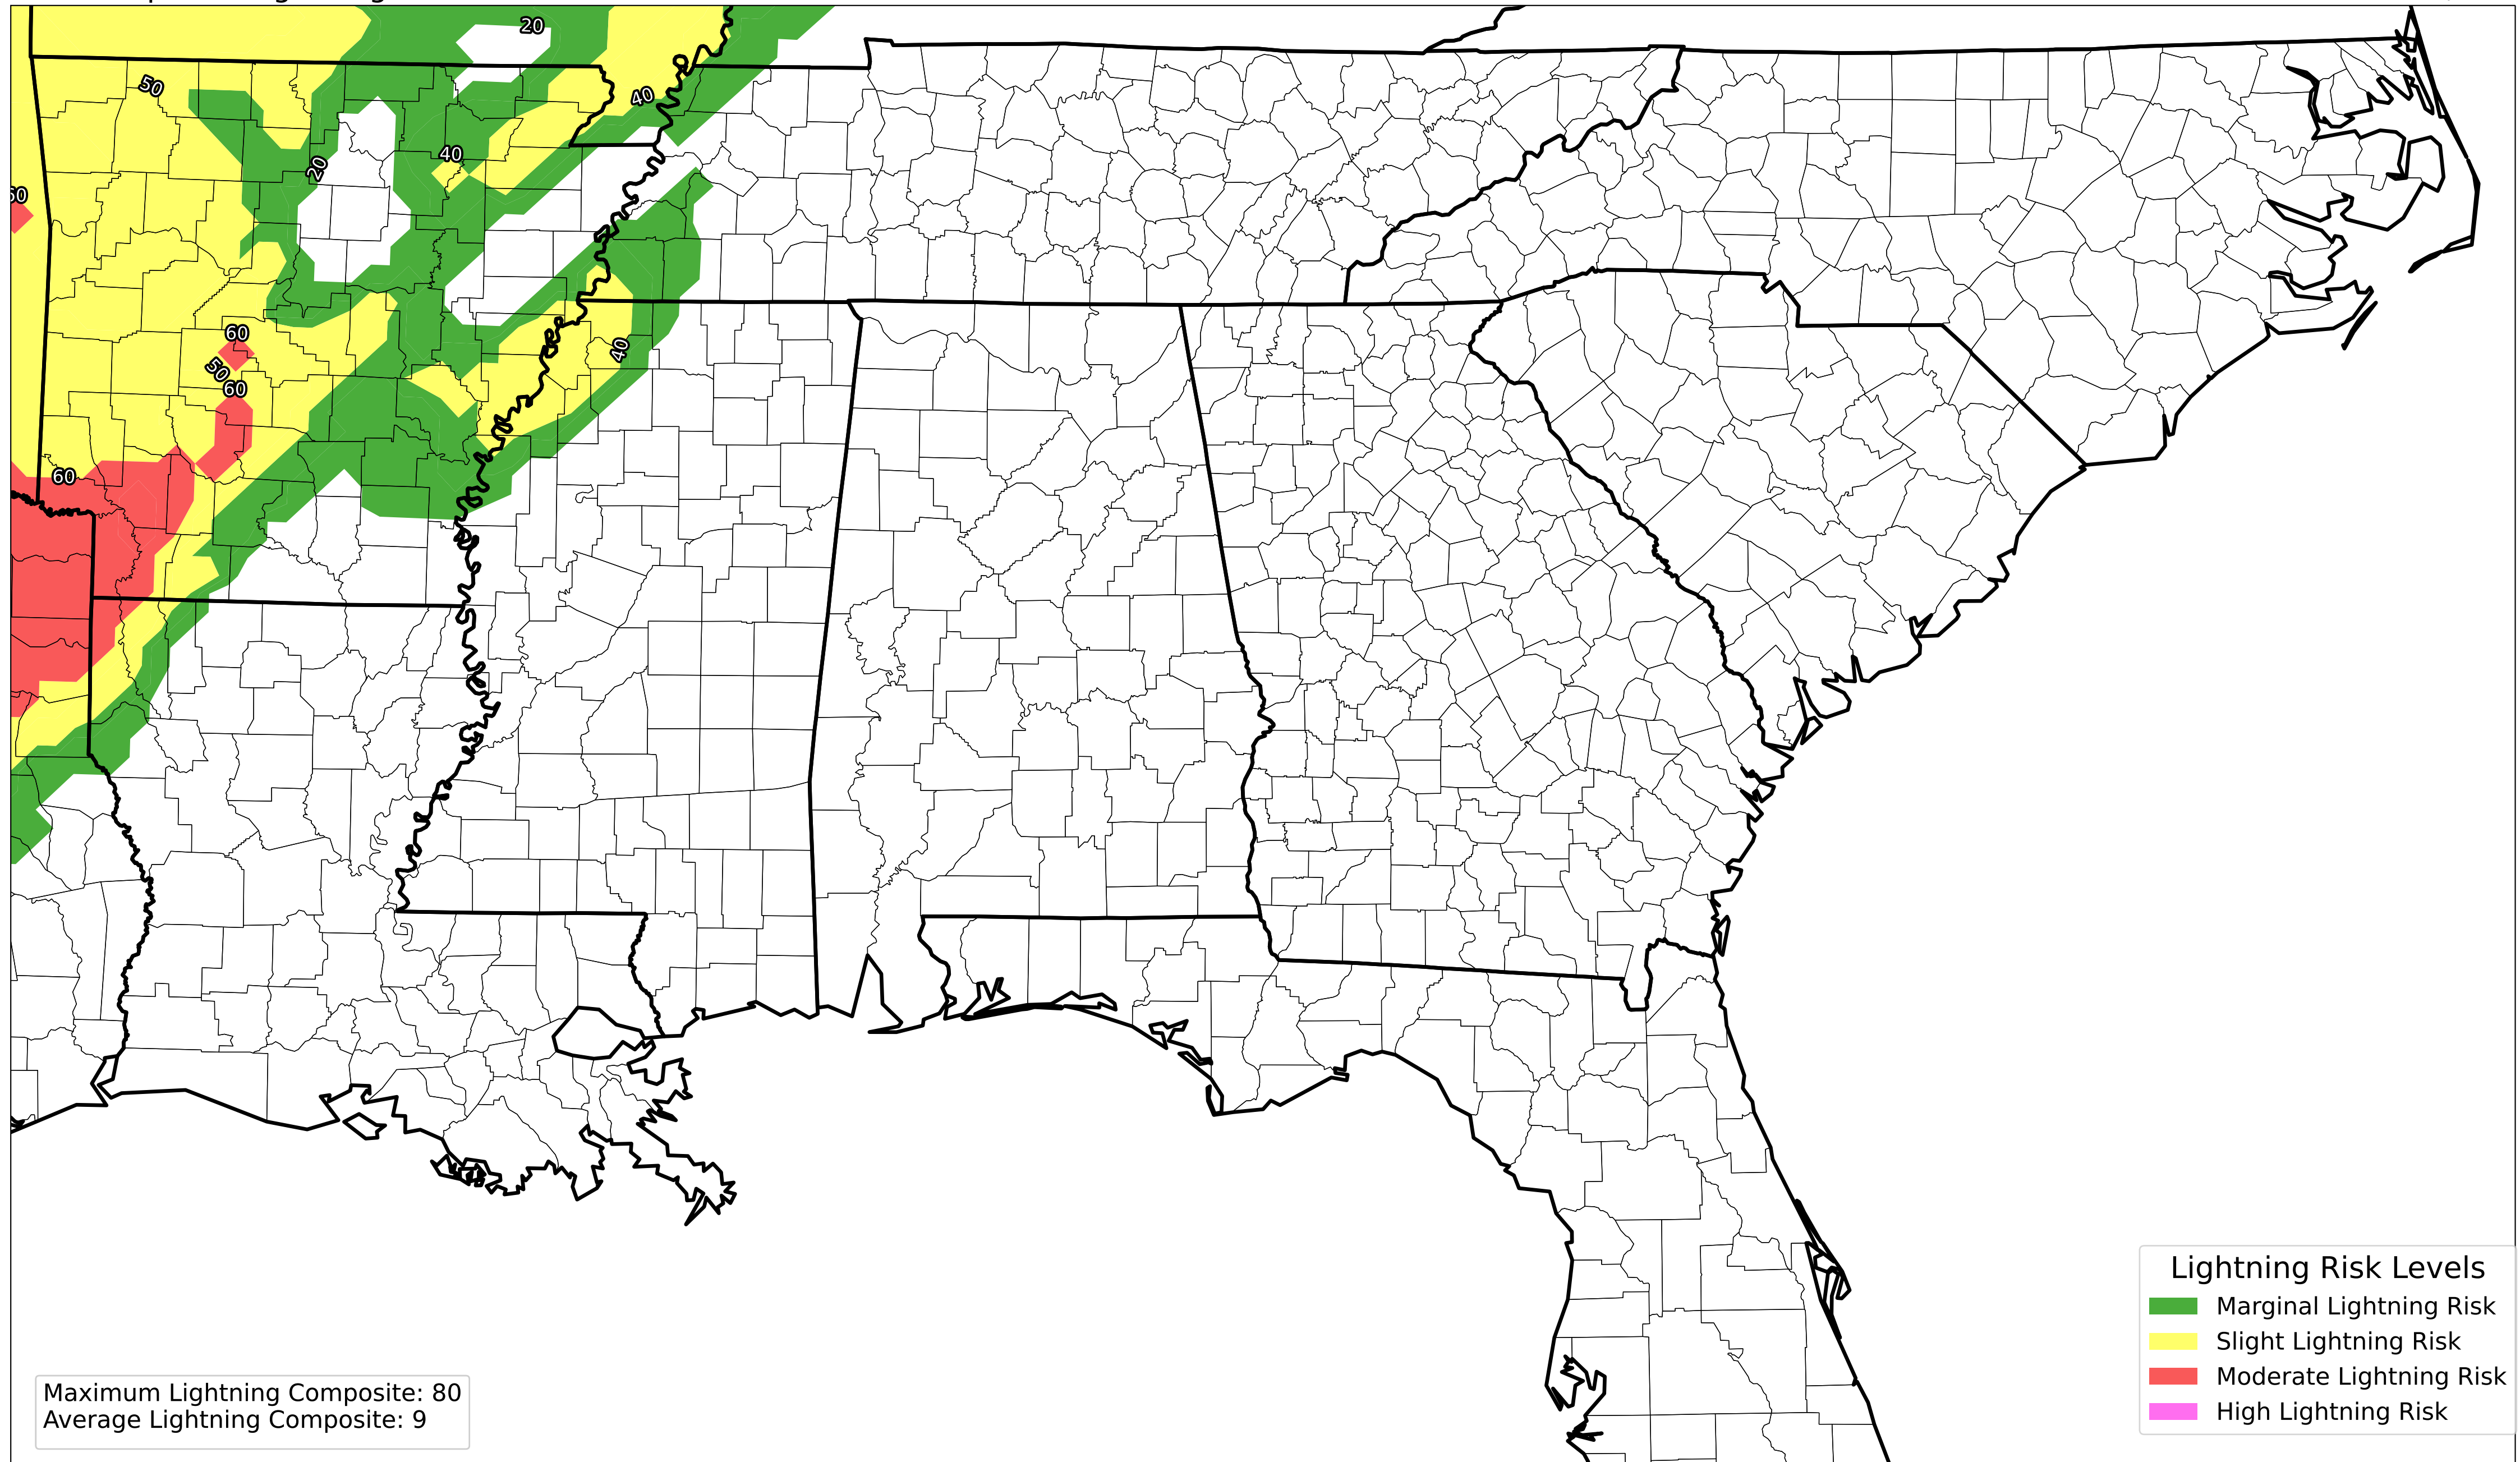 20
50
40
20
40
60
60
40
50
60
60
Maximum Lightning Composite: 80
Average Lightning Composite: 9
Lightning Risk Levels
Marginal Lightning Risk
Slight Lightning Risk
Moderate Lightning Risk
High Lightning Risk